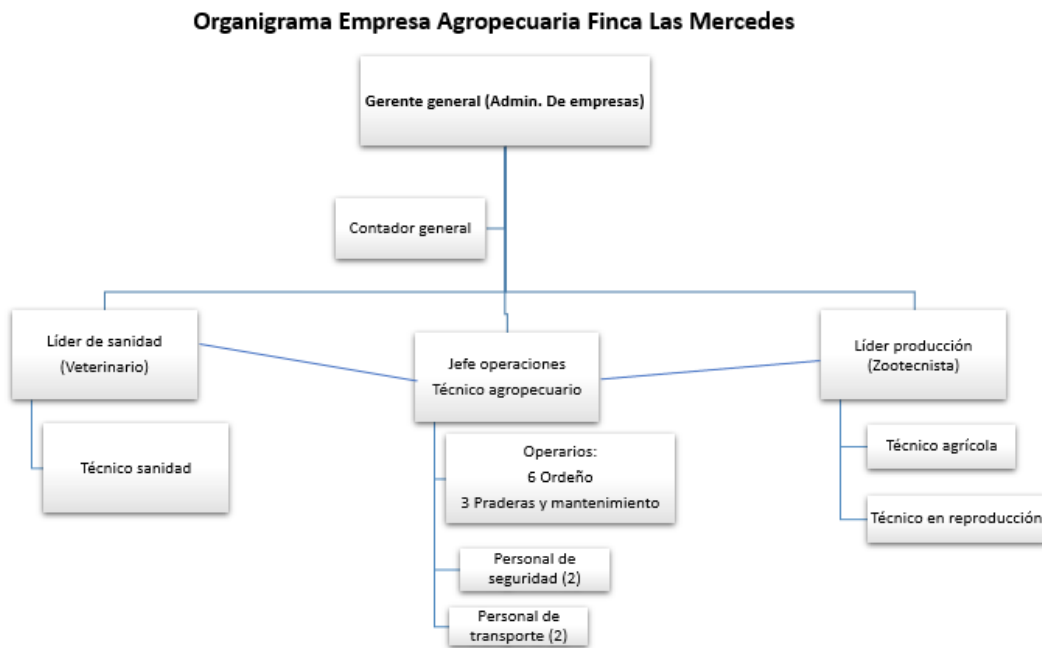 Organigrama Empresa Agropecuaria Finca Las Mercedes
Gerente general (Admin. De empresas)
Contador general
Líder de sanidad
(Veterinario)
Jefe operaciones
Técnico agropecuario
Líder producción
(Zootecnista)
Técnico sanidad
Operarios:
6 Ordeño
3 Praderas y mantenimiento
Personal de
seguridad (2)
Personal de
transporte (2)
Técnico agrícola
Técnico en reproducción